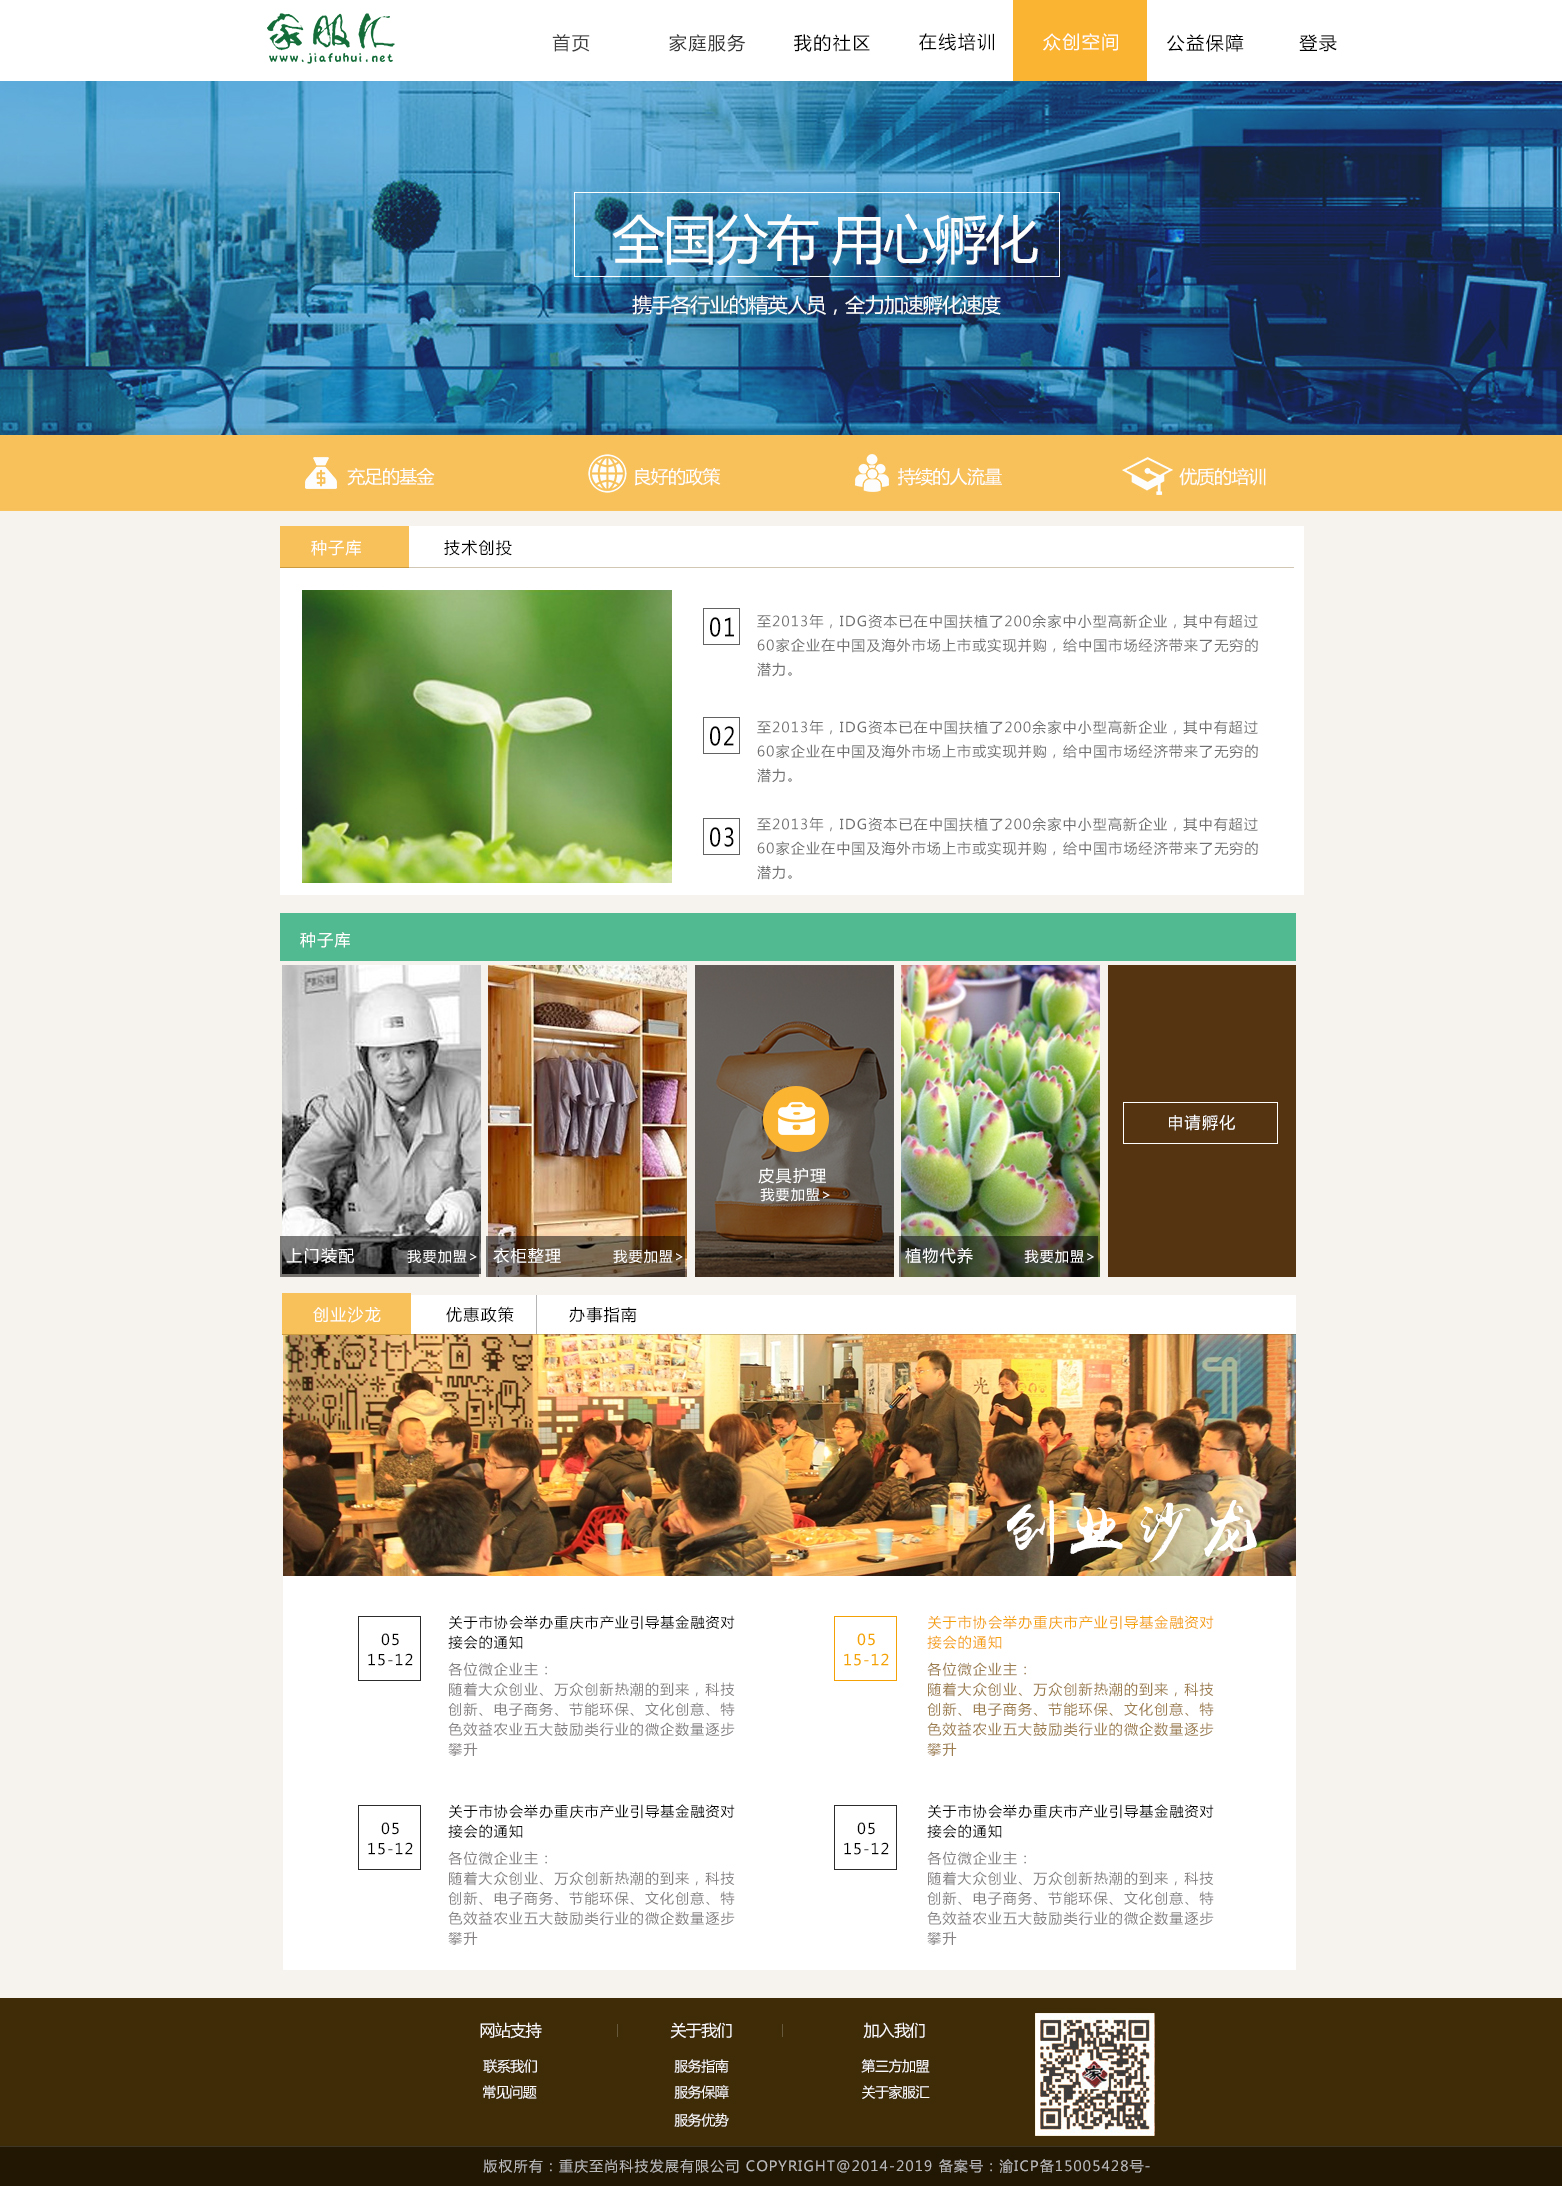 家服汇
www.jiafuhui.net
首页 家庭服务 我的社区 在线培训 众创空间 公益保障 登录
全国分布 用心孵化
携手各行业的精英人员，全力加速孵化速度
充足的基金 良好的政策 持续的人流量 优质的培训
种子库 技术创投
01
至2013年，IDG资本已在中国扶植了200余家中小型高新企业，其中有超过
60家企业在中国及海外市场上市或实现并购，给中国市场经济带来了无穷的
潜力。
02
至2013年，IDG资本已在中国扶植了200余家中小型高新企业，其中有超过
60家企业在中国及海外市场上市或实现并购，给中国市场经济带来了无穷的
潜力。
03
至2013年，IDG资本已在中国扶植了200余家中小型高新企业，其中有超过
60家企业在中国及海外市场上市或实现并购，给中国市场经济带来了无穷的
潜力。
种子库
皮具护理
我要加盟>
申请孵化
上门装配 我要加盟>
衣柜整理 我要加盟>
植物代养 我要加盟>
创业沙龙 优惠政策 办事指南
光
创业沙龙
05
15-12
关于市协会举办重庆市产业引导基金融资对
接会的通知
各位微企业主：
随着大众创业、万众创新热潮的到来，科技
创新、电子商务、节能环保、文化创意、特
色效益农业五大鼓励类行业的微企数量逐步
攀升
05
15-12
关于市协会举办重庆市产业引导基金融资对
接会的通知
各位微企业主：
随着大众创业、万众创新热潮的到来，科技
创新、电子商务、节能环保、文化创意、特
色效益农业五大鼓励类行业的微企数量逐步
攀升
05
15-12
关于市协会举办重庆市产业引导基金融资对
接会的通知
各位微企业主：
随着大众创业、万众创新热潮的到来，科技
创新、电子商务、节能环保、文化创意、特
色效益农业五大鼓励类行业的微企数量逐步
攀升
05
15-12
关于市协会举办重庆市产业引导基金融资对
接会的通知
各位微企业主：
随着大众创业、万众创新热潮的到来，科技
创新、电子商务、节能环保、文化创意、特
色效益农业五大鼓励类行业的微企数量逐步
攀升
网站支持
联系我们
常见问题
关于我们
服务指南
服务保障
服务优势
加入我们
第三方加盟
关于家服汇
家
版权所有：重庆至尚科技发展有限公司 COPYRIGHT@2014-2019 备案号：渝ICP备15005428号-